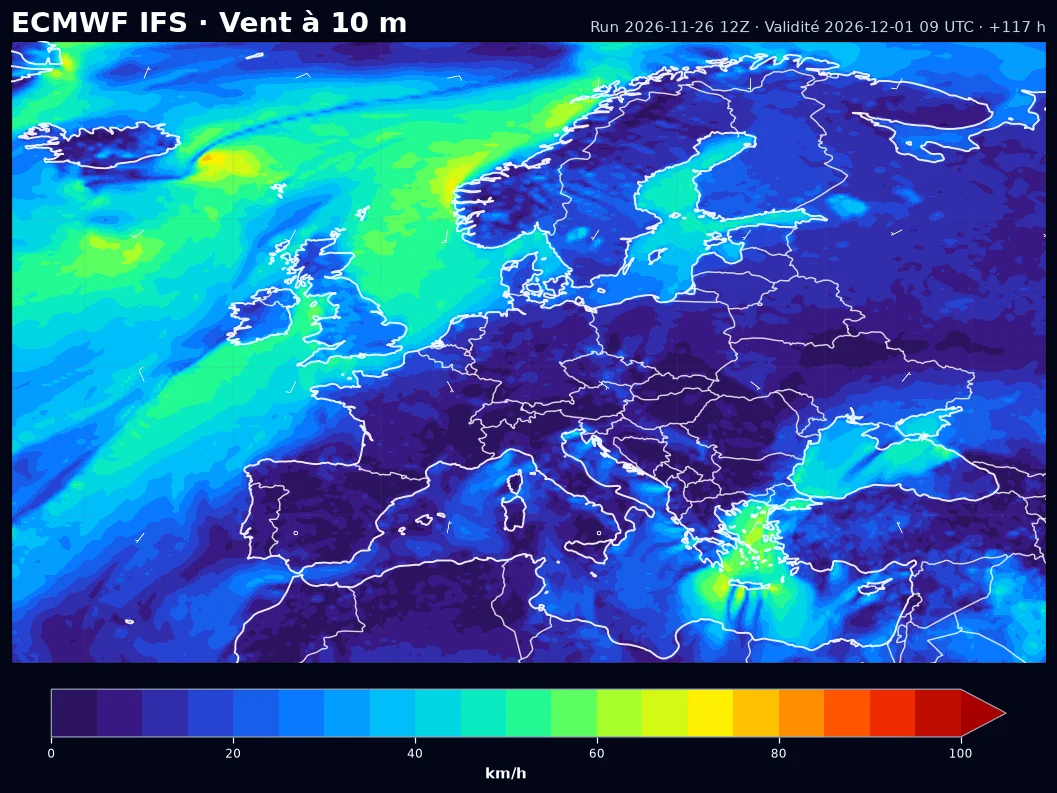 ECMWF IFS · Vent à 10 m
Run 2026-11-26 12Z · Validité 2026-12-01 09 UTC · +117 h
0 20 40 60 80 100
km/h